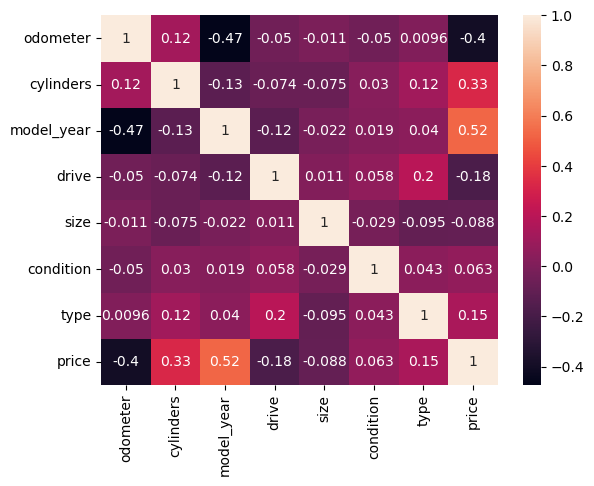 odometer 1 0.12 -0.47 -0.05 -0.011 -0.05 0.0096 -0.4 1.0
cylinders 0.12 1 -0.13 -0.074 -0.075 0.03 0.12 0.33 0.8
model_year -0.47 -0.13 1 -0.12 -0.022 0.019 0.04 0.52 0.6
drive -0.05 -0.074 -0.12 1 0.011 0.058 0.2 -0.18 0.4
size -0.011 -0.075 -0.022 0.011 1 -0.029 -0.095 -0.088 0.2
condition -0.05 0.03 0.019 0.058 -0.029 1 0.043 0.063 0.0
type 0.0096 0.12 0.04 0.2 -0.095 0.043 1 0.15 -0.2
price -0.4 0.33 0.52 -0.18 -0.088 0.063 0.15 1 -0.4
odometer cylinders model_year drive size condition type price